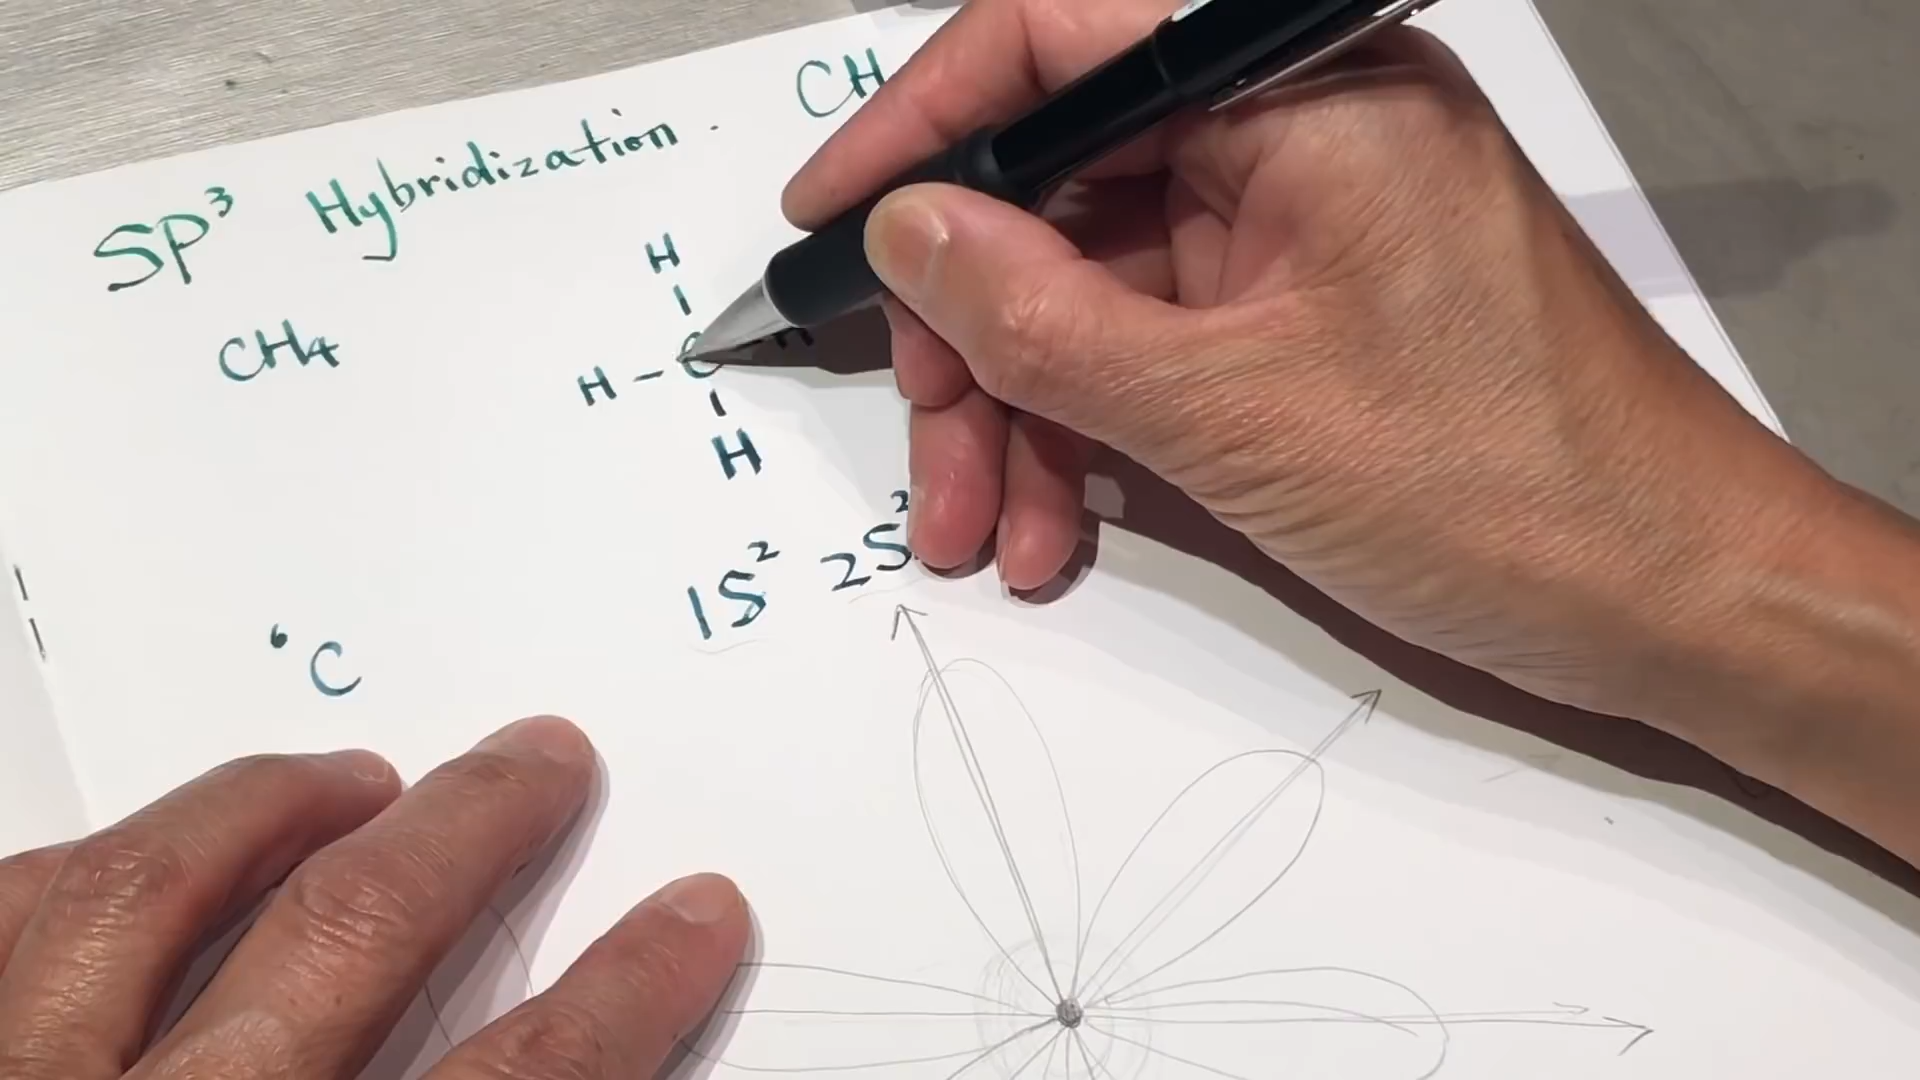 SP³ Hybridization. CH
CH4
H
H - C - H
H
1S² 2S²
⁶C